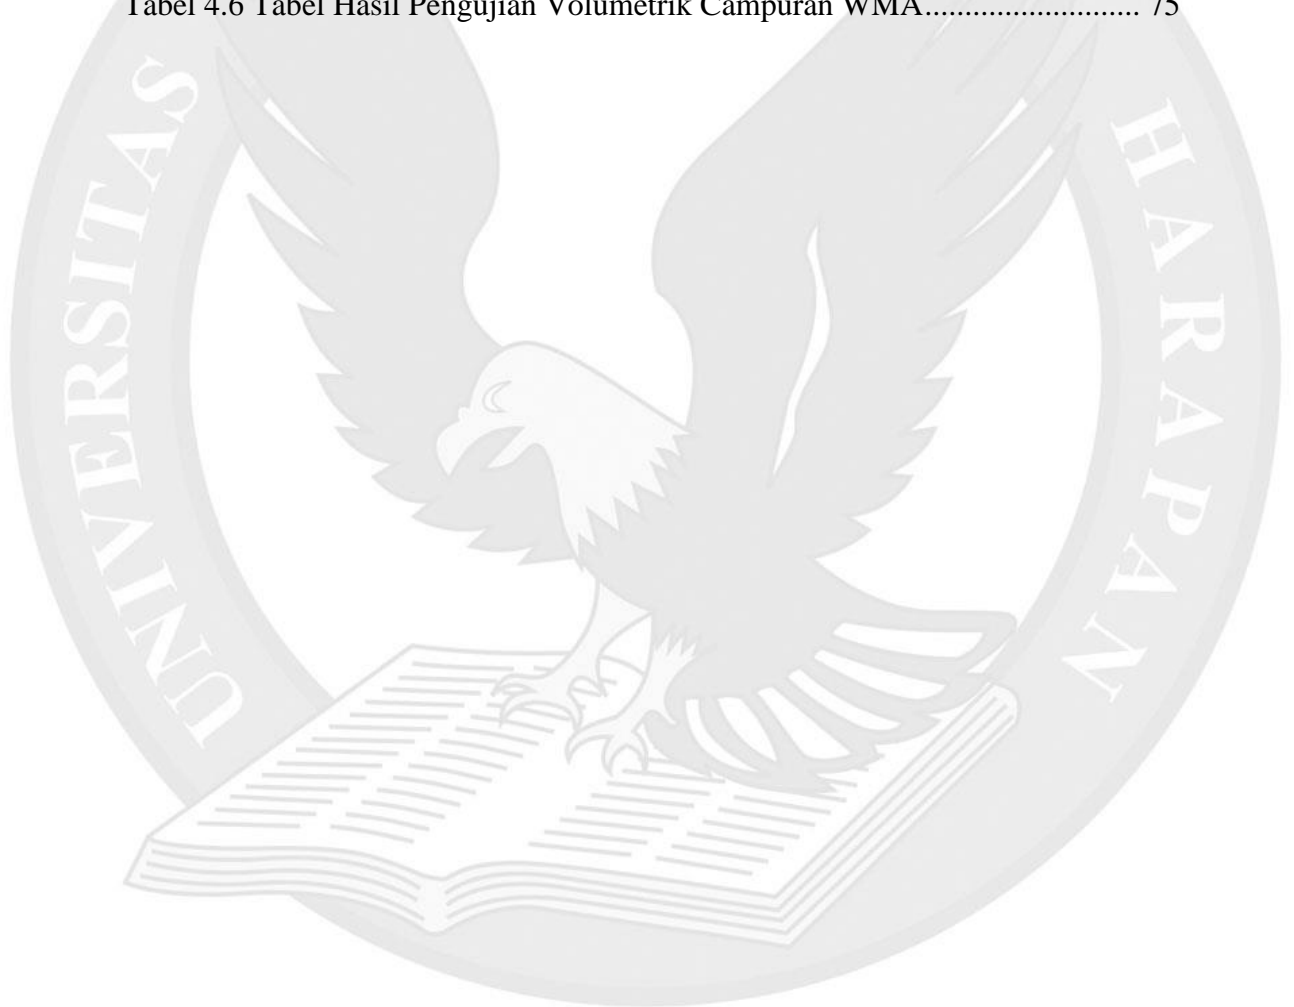 Tabel 4.6 Tabel Hasil Pengujian Volumetrik Campuran WMA........................... 75
UNIVERSITAS
HARAPAN